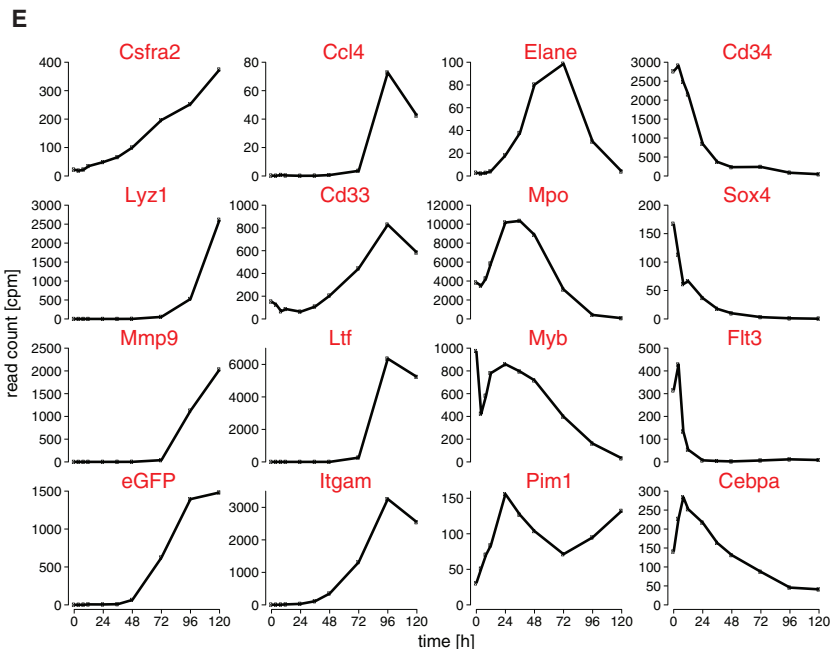 E
Csfra2 Ccl4 Elane Cd34
400 300 200 100 0
80 60 40 20 0
100 80 60 40 20 0
3000 2500 2000 1500 1000 500 0
Lyz1 Cd33 Mpo Sox4
3000 2500 2000 1500 1000 500 0
1000 800 600 400 200 0
12000 10000 8000 6000 4000 2000 0
200 150 100 50 0
read count [cpm]
Mmp9 Ltf Myb Flt3
2500 2000 1500 1000 500 0
6000 4000 2000 0
1000 800 600 400 200 0
500 400 300 200 100 0
eGFP Itgam Pim1 Cebpa
1500 1000 500 0
3000 2000 1000 0
150 100 50 0
300 250 200 150 100 50 0
0 24 48 72 96 120 0 24 48 72 96 120 0 24 48 72 96 120 0 24 48 72 96 120
time [h]